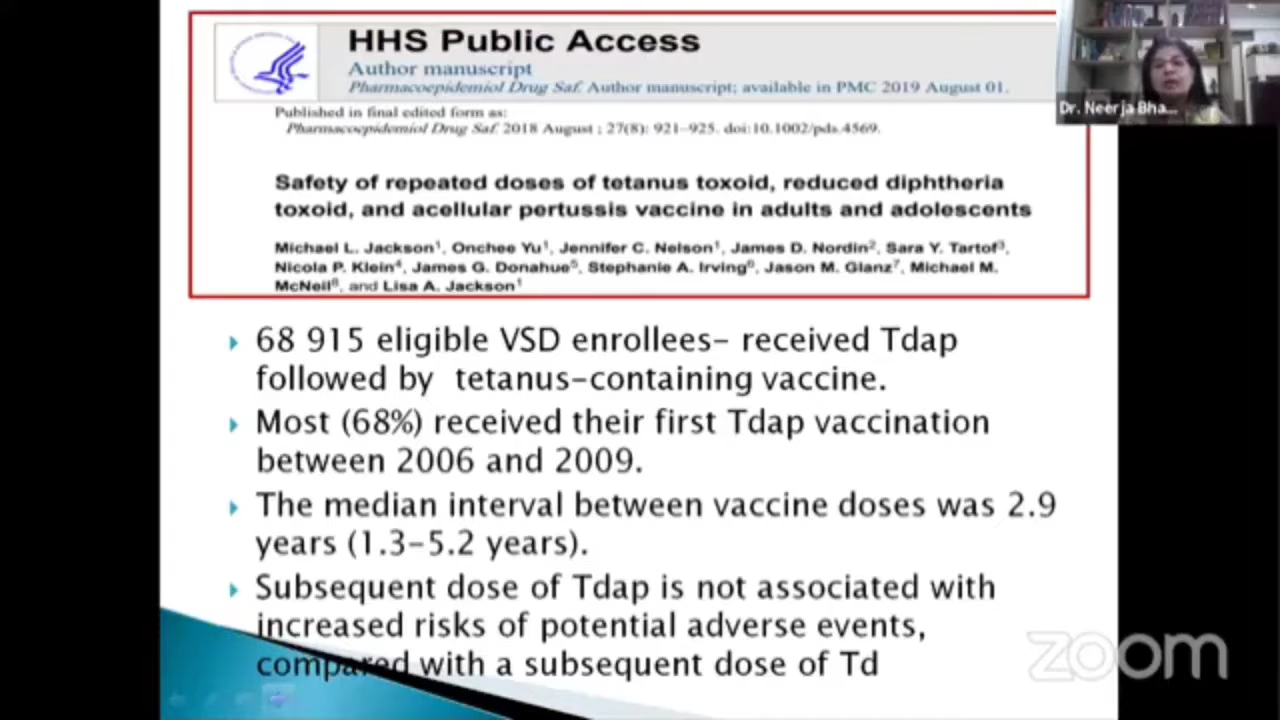 HHS Public Access
Author manuscript
Pharmacoepidemiol Drug Saf. Author manuscript; available in PMC 2019 August 01.
Published in final edited form as:
Pharmacoepidemiol Drug Saf. 2018 August ; 27(8): 921–925. doi:10.1002/pds.4569.
Safety of repeated doses of tetanus toxoid, reduced diphtheria
toxoid, and acellular pertussis vaccine in adults and adolescents
Michael L. Jackson1, Onchee Yu1, Jennifer C. Nelson1, James D. Nordin2, Sara Y. Tartof3,
Nicola P. Klein4, James G. Donahue5, Stephanie A. Irving6, Jason M. Glanz7, Michael M.
McNeil8, and Lisa A. Jackson1
Dr. Neerja Bha...
68 915 eligible VSD enrollees- received Tdap
followed by tetanus-containing vaccine.
Most (68%) received their first Tdap vaccination
between 2006 and 2009.
The median interval between vaccine doses was 2.9
years (1.3-5.2 years).
Subsequent dose of Tdap is not associated with
increased risks of potential adverse events,
compared with a subsequent dose of Td
zoom